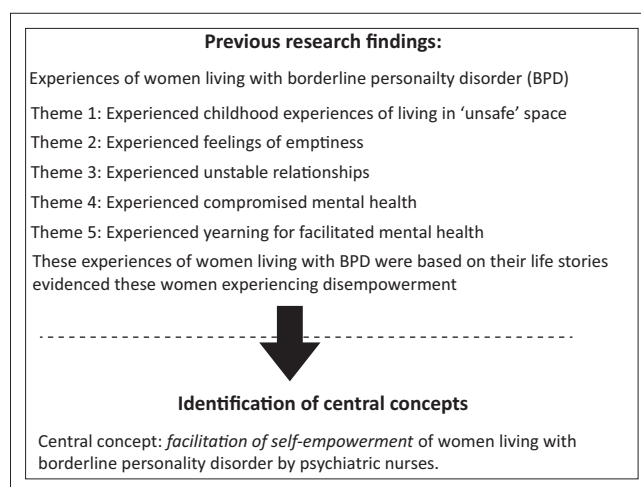 Previous research findings:
Experiences of women living with borderline personailty disorder (BPD)
Theme 1: Experienced childhood experiences of living in ‘unsafe’ space
Theme 2: Experienced feelings of emptiness
Theme 3: Experienced unstable relationships
Theme 4: Experienced compromised mental health
Theme 5: Experienced yearning for facilitated mental health
These experiences of women living with BPD were based on their life stories
evidenced these women experiencing disempowerment
Identification of central concepts
Central concept: facilitation of self-empowerment of women living with
borderline personality disorder by psychiatric nurses.